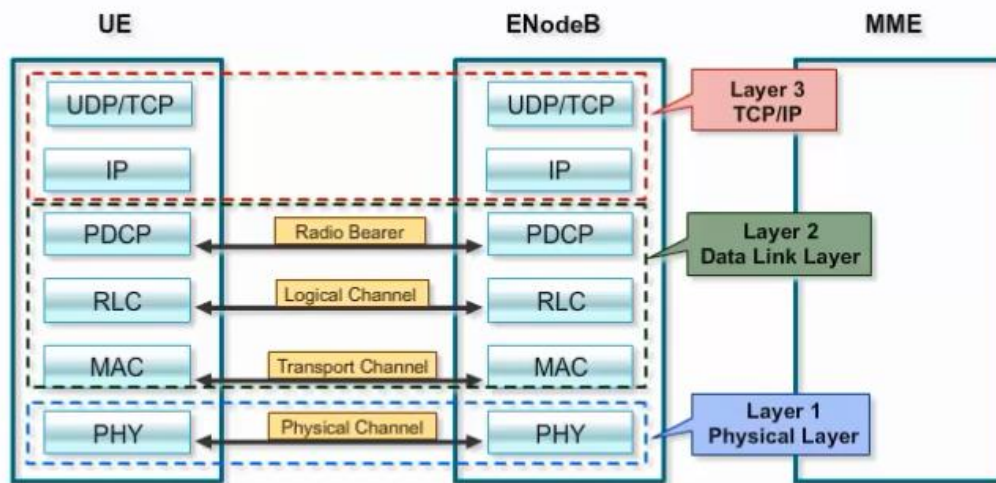 UE
ENodeB
MME
UDP/TCP
UDP/TCP
Layer 3
TCP/IP
IP
IP
PDCP
Radio Bearer
PDCP
Layer 2
Data Link Layer
RLC
Logical Channel
RLC
MAC
Transport Channel
MAC
Layer 1
Physical Layer
PHY
Physical Channel
PHY